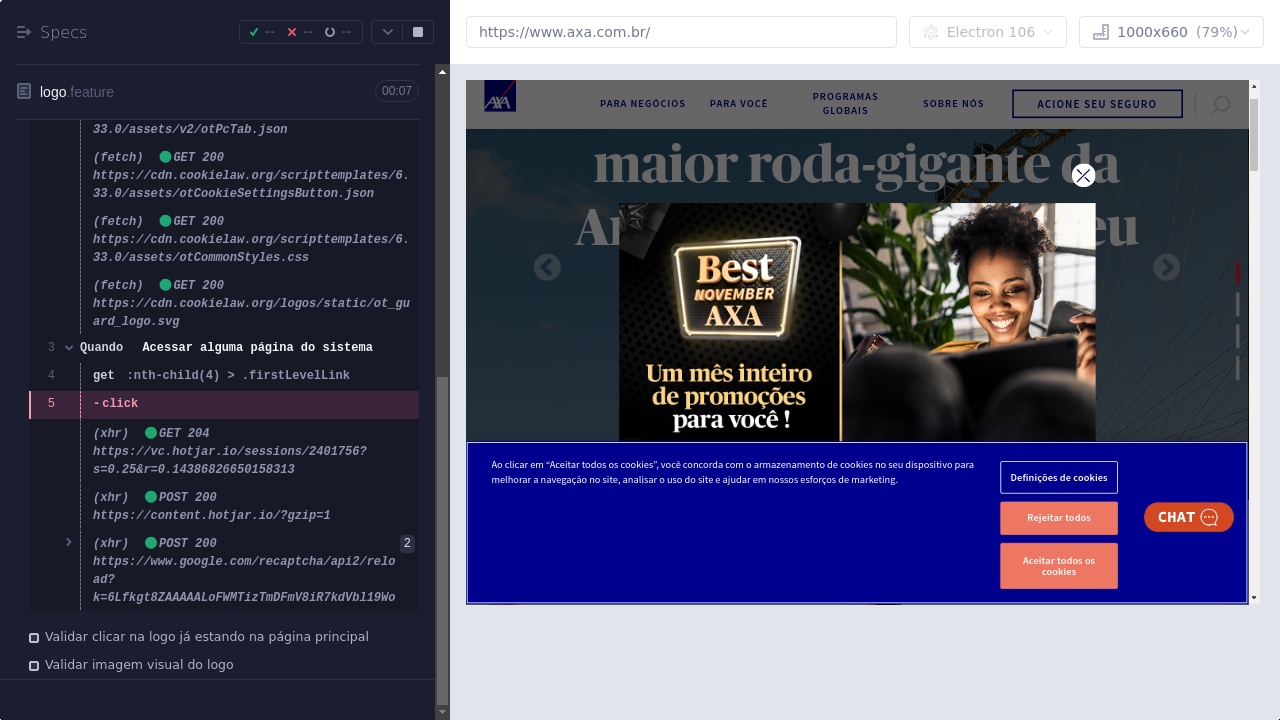 Specs
--
--
--
logo.feature
00:07
33.0/assets/v2/otPcTab.json
(fetch) GET 200
https://cdn.cookielaw.org/scripttemplates/6.
33.0/assets/otCookieSettingsButton.json
(fetch) GET 200
https://cdn.cookielaw.org/scripttemplates/6.
33.0/assets/otCommonStyles.css
(fetch) GET 200
https://cdn.cookielaw.org/logos/static/ot_gu
ard_logo.svg
3 Quando Acessar alguma página do sistema
4 get :nth-child(4) > .firstLevelLink
5 -click
(xhr) GET 204
https://vc.hotjar.io/sessions/2401756?
s=0.25&r=0.14386826650158313
(xhr) POST 200
https://content.hotjar.io/?gzip=1
(xhr) POST 200 2
https://www.google.com/recaptcha/api2/relo
ad?
k=6Lfkgt8ZAAAAALoFWMTizTmDFmV8iR7kdVbl19Wo
Validar clicar na logo já estando na página principal
Validar imagem visual do logo
https://www.axa.com.br/
Electron 106
1000x660 (79%)
AXA
PARA NEGÓCIOS
PARA VOCÊ
PROGRAMAS
GLOBAIS
SOBRE NÓS
ACIONE SEU SEGURO
maior roda-gigante da
Best
NOVEMBER
AXA
Um mês inteiro
de promoções
para você !
Ao clicar em “Aceitar todos os cookies”, você concorda com o armazenamento de cookies no seu dispositivo para
melhorar a navegação no site, analisar o uso do site e ajudar em nossos esforços de marketing.
Definições de cookies
Rejeitar todos
Aceitar todos os
cookies
CHAT